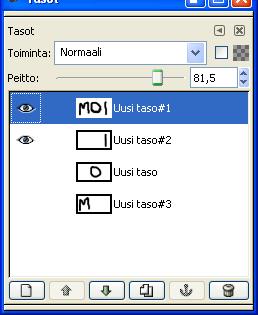 Tasot
Tasot
Toiminta: Normaali
Peitto: 81,5
MOI Uusi taso#1
I Uusi taso#2
O Uusi taso
M Uusi taso#3